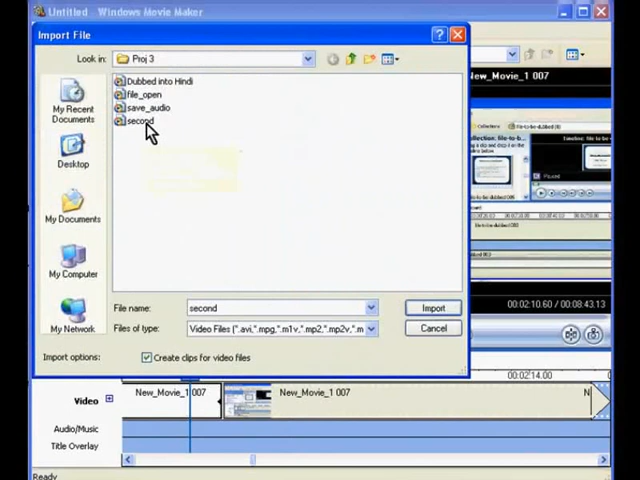 Untitled - Windows Movie Maker
Import File
Look in: Proj 3
Dubbed into Hindi
file_open
save_audio
second
My Recent
Documents
Desktop
My Documents
My Computer
My Network
File name: second
Import
Files of type: Video Files (*.avi,*.mpg,*.m1v,*.mp2,*.mp2v,*.m
Cancel
Import options:
Create clips for video files
New_Movie_1 007
Paused
00:02:10.60 / 00:08:43.13
00:02:14.00
Video
New_Movie_1 007
New_Movie_1 007
N
Audio/Music
Title Overlay
Ready